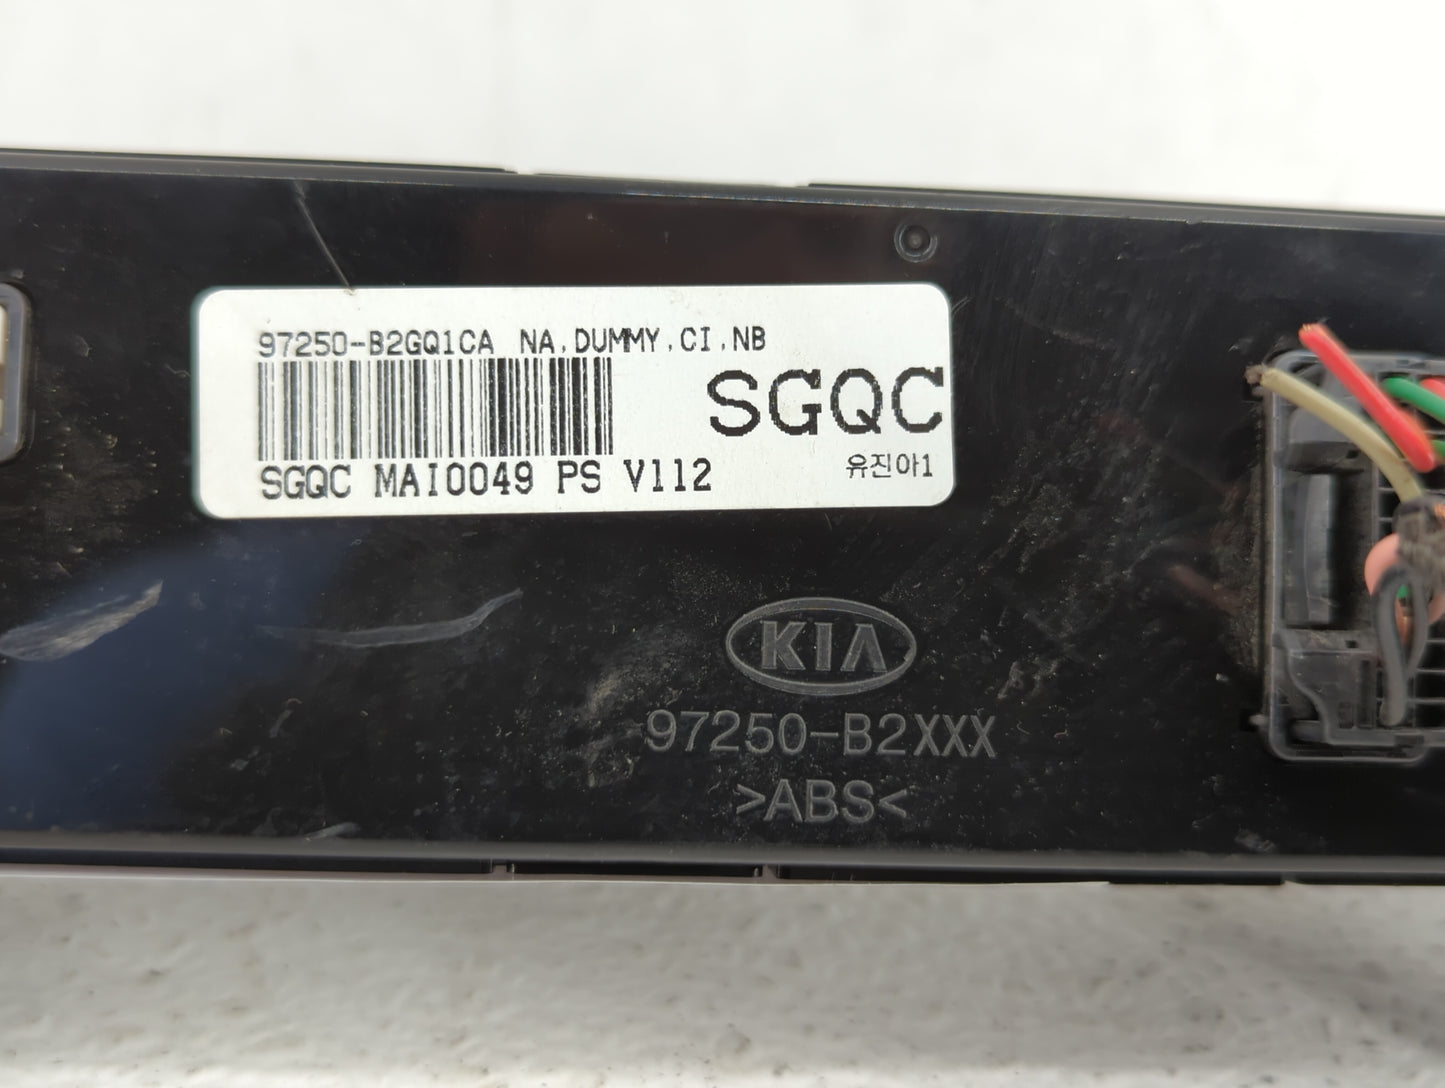 97250-B2GQ1CA NA.DUMMY.CI.NB
SGQC
SGQC MAI0049 PS V112
유진아1
KIA
97250-B2XXX
>ABS<